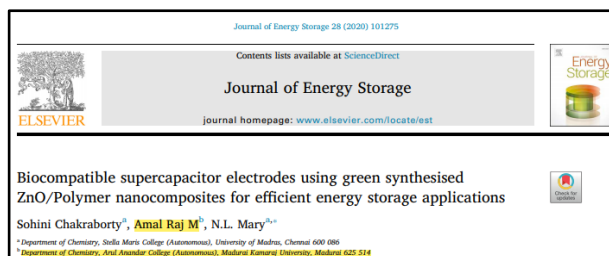 Journal of Energy Storage 28 (2020) 101275
Contents lists available at ScienceDirect
Journal of Energy Storage
journal homepage: www.elsevier.com/locate/est
ELSEVIER
Energy
Storage
Biocompatible supercapacitor electrodes using green synthesised
ZnO/Polymer nanocomposites for efficient energy storage applications
Check for
updates
Sohini Chakraborty a, Amal Raj M b, N.L. Mary a,*
a Department of Chemistry, Stella Maris College (Autonomous), University of Madras, Chennai 600 086
b Department of Chemistry, Arul Anandar College (Autonomous), Madurai Kamaraj University, Madurai 625 514